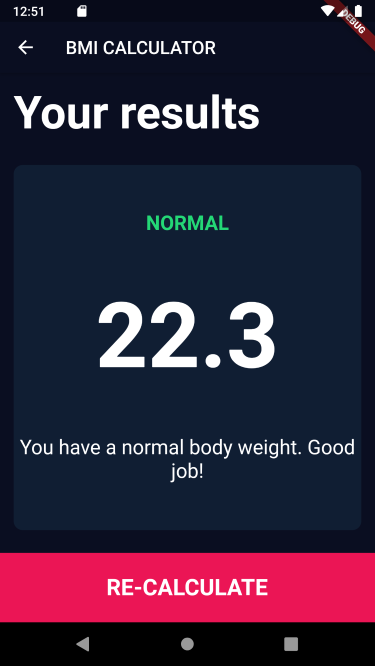 12:51
DEBUG
BMI CALCULATOR
Your results
NORMAL
22.3
You have a normal body weight. Good
job!
RE-CALCULATE